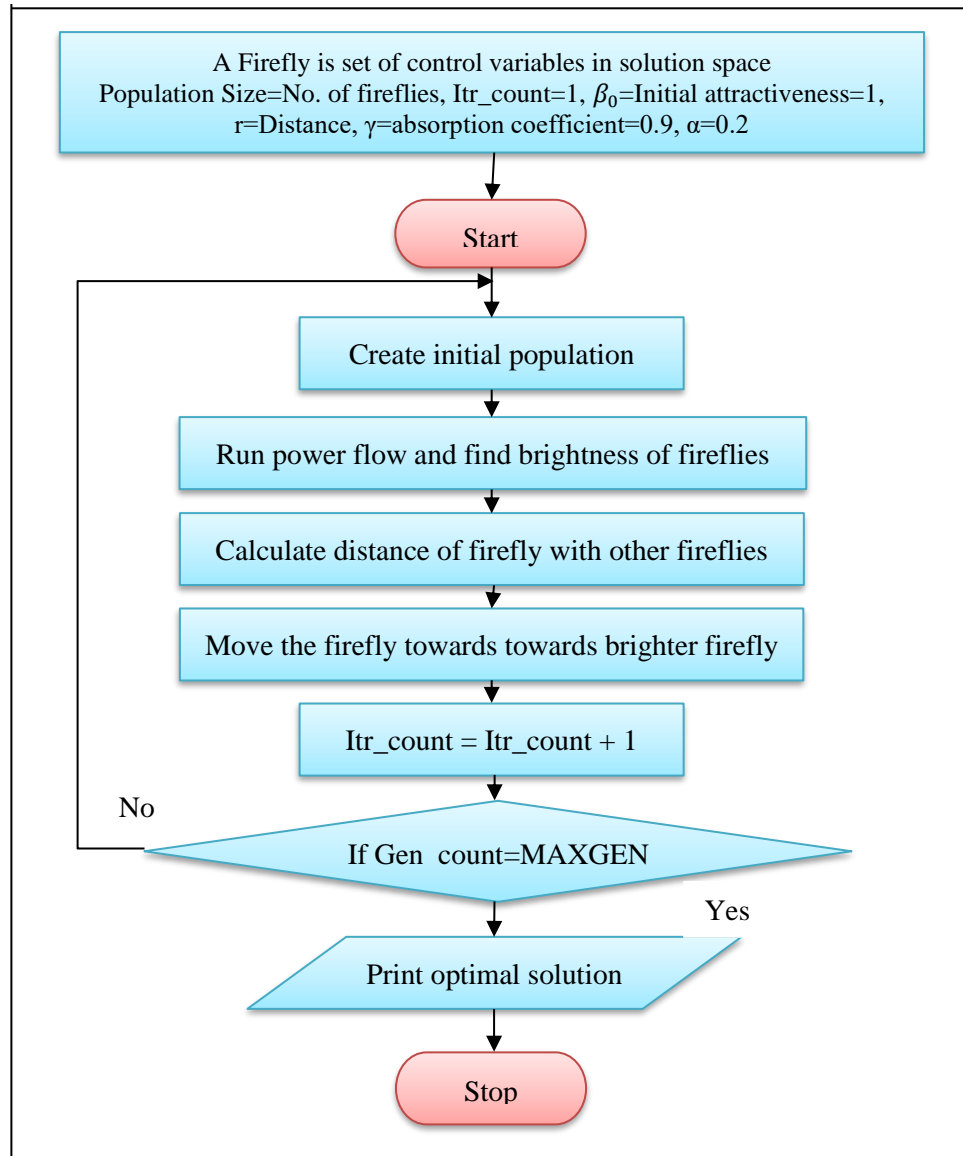 A Firefly is set of control variables in solution space
Population Size=No. of fireflies, Itr_count=1, β₀=Initial attractiveness=1,
r=Distance, γ=absorption coefficient=0.9, α=0.2
Start
Create initial population
Run power flow and find brightness of fireflies
Calculate distance of firefly with other fireflies
Move the firefly towards towards brighter firefly
Itr_count = Itr_count + 1
No
If Gen_count=MAXGEN
Yes
Print optimal solution
Stop